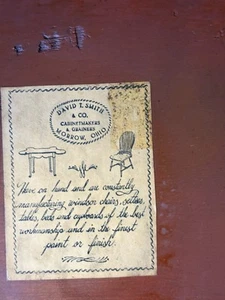 DAVID T. SMITH
& CO.
CABINETMAKERS
& GRAINERS
MORROW, OHIO
"Have on hand and are constantly
manufacturing windsor chairs, settees,
tables, beds and cupboards of the best
workmanship and in the finest
paint or finish."